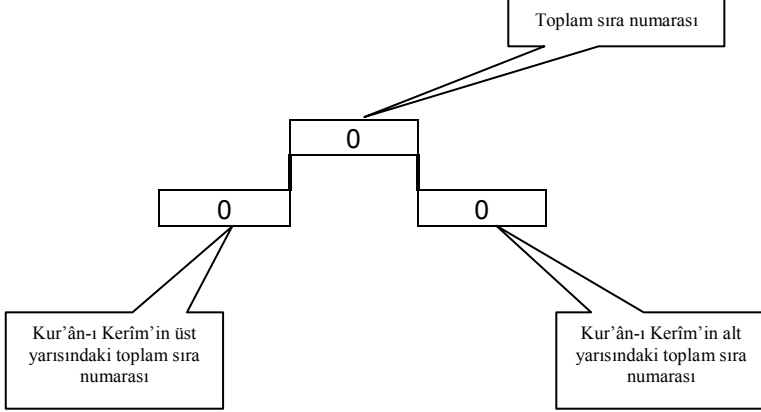 Toplam sıra numarası
0
0
0
Kur’ân-ı Kerîm’in üst
yarısındaki toplam sıra
numarası
Kur’ân-ı Kerîm’in alt
yarısındaki toplam sıra
numarası